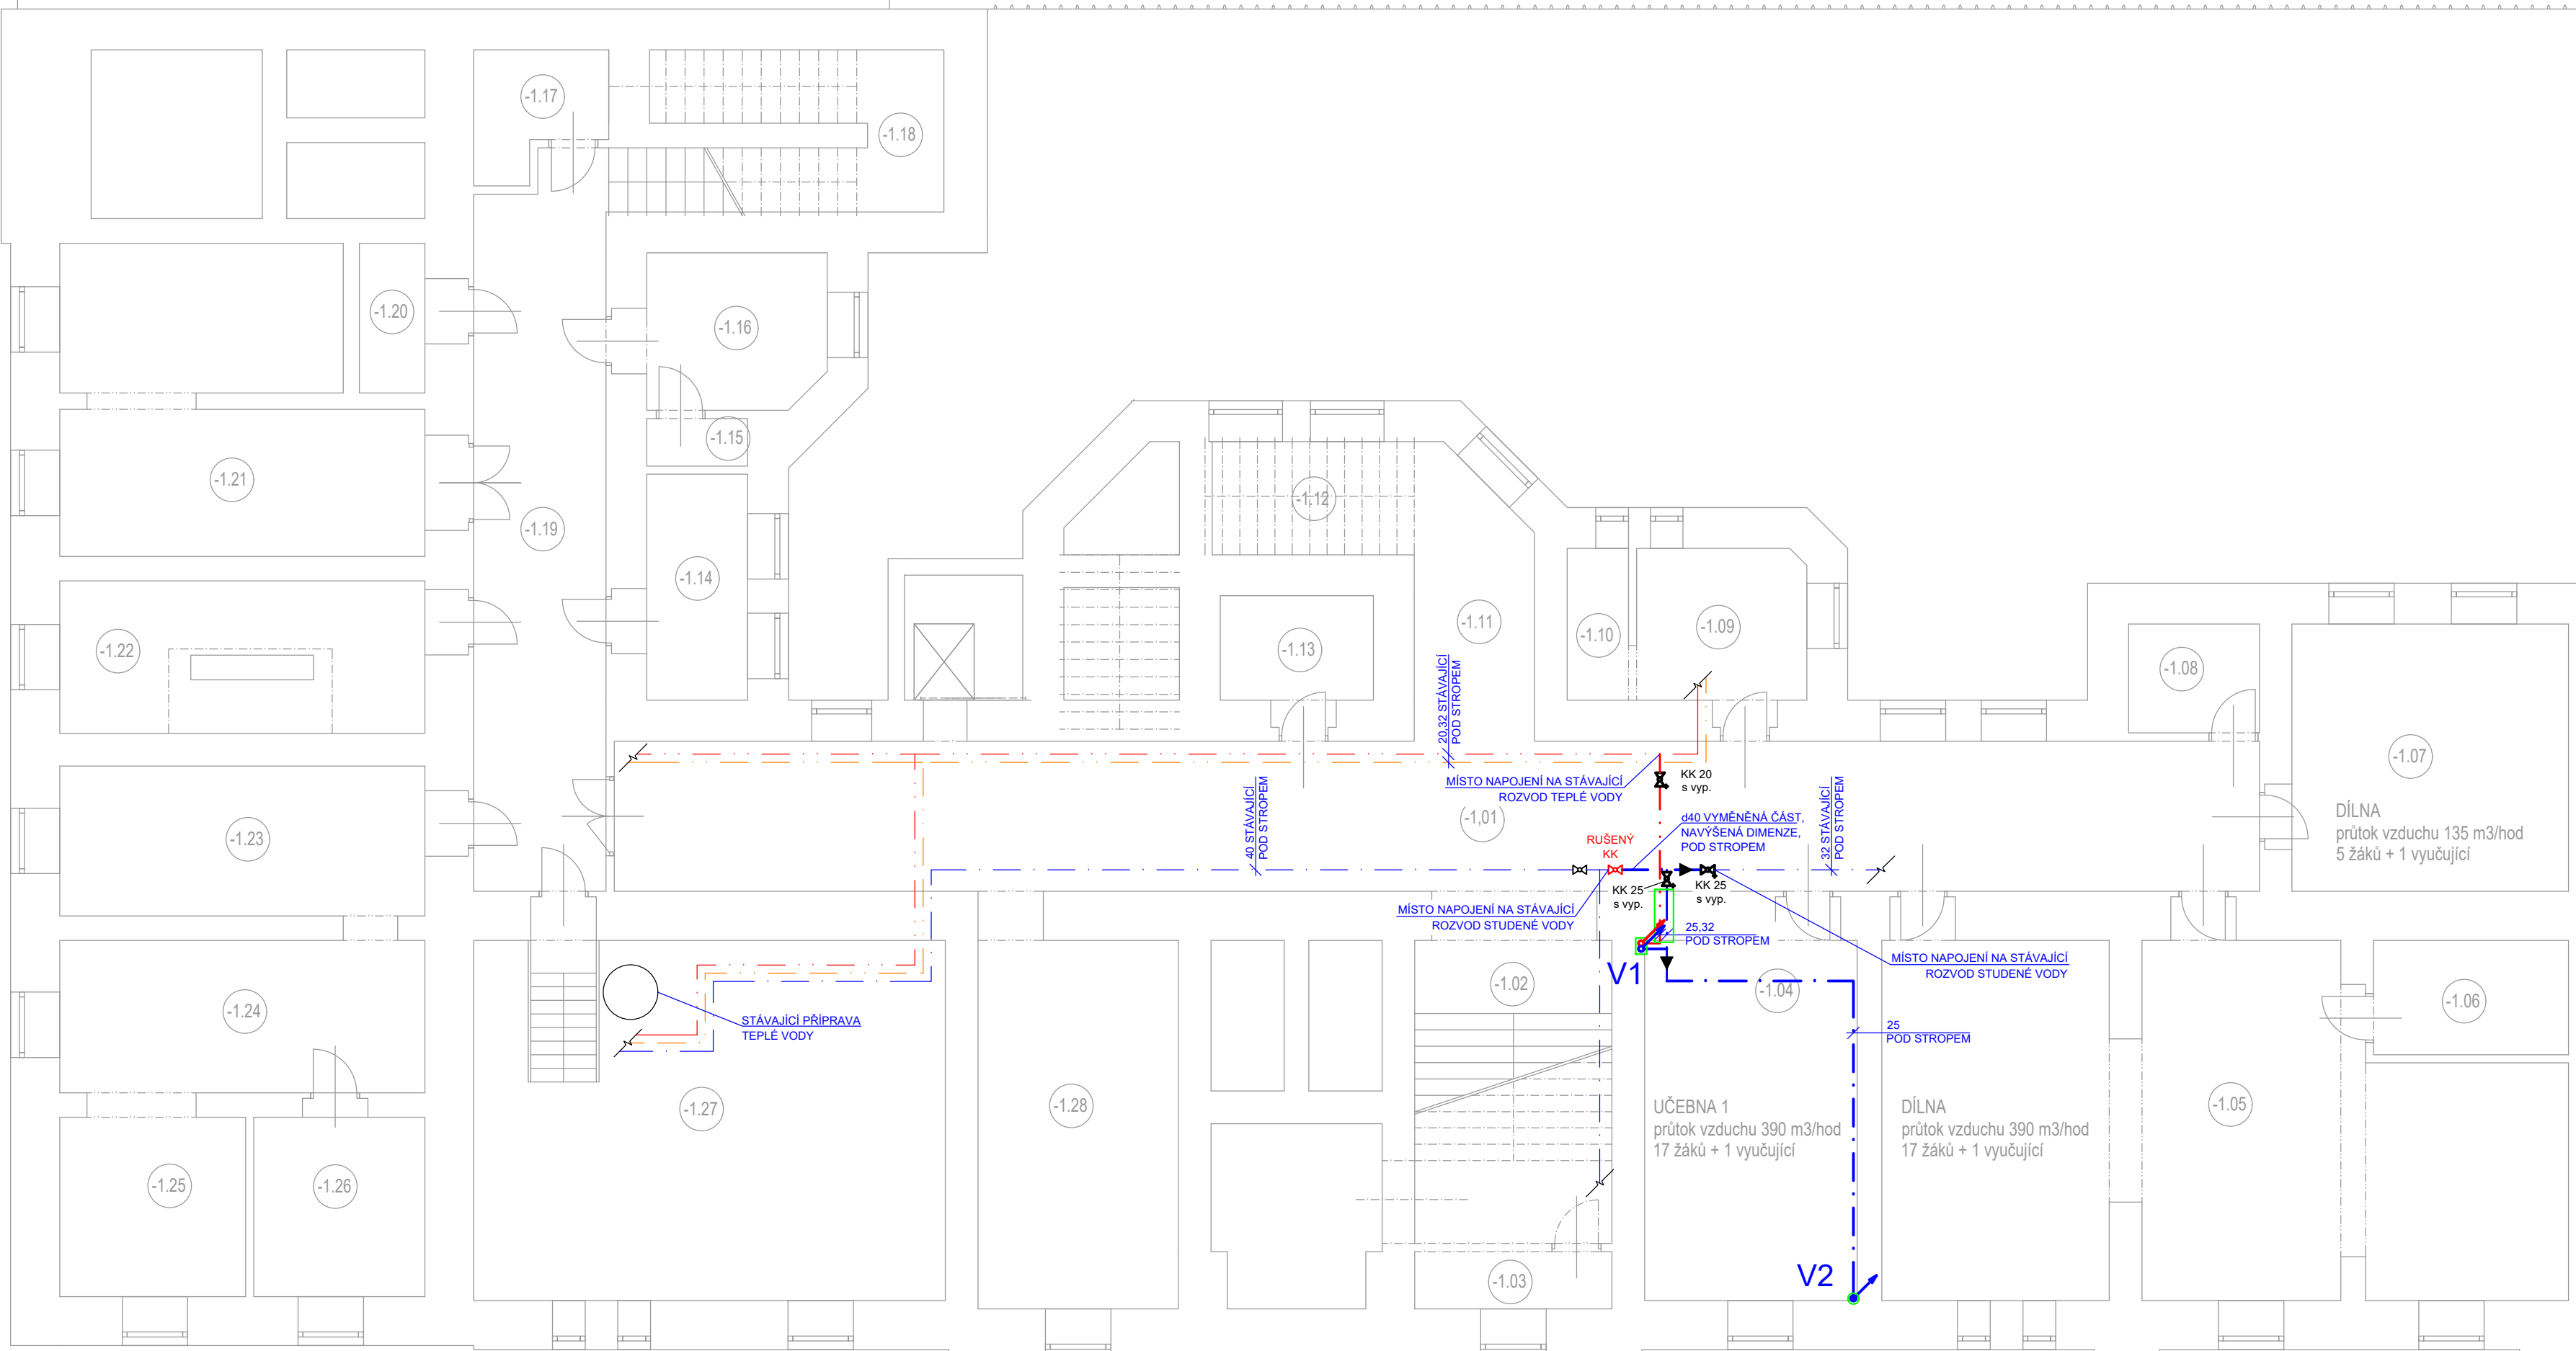 -1.17
-1.18
-1.20
-1.16
-1.15
-1.21
-1.19
-1.12
-1.14
-1.22
-1.13
-1.11
-1.10
-1.09
-1.08
20,32 STÁVAJÍCÍ
POD STROPEM
-1.07
MÍSTO NAPOJENÍ NA STÁVAJÍCÍ
ROZVOD TEPLÉ VODY
KK 20
s vyp.
-1,01
40 STÁVAJÍCÍ
POD STROPEM
d40 VYMĚNĚNÁ ČÁST,
NAVÝŠENÁ DIMENZE,
POD STROPEM
32 STÁVAJÍCÍ
POD STROPEM
DÍLNA
průtok vzduchu 135 m3/hod
5 žáků + 1 vyučující
-1.23
RUŠENÝ
KK
KK 25
s vyp.
KK 25
s vyp.
MÍSTO NAPOJENÍ NA STÁVAJÍCÍ
ROZVOD STUDENÉ VODY
25,32
POD STROPEM
MÍSTO NAPOJENÍ NA STÁVAJÍCÍ
ROZVOD STUDENÉ VODY
V1
-1.02
-1.04
-1.06
-1.24
STÁVAJÍCÍ PŘÍPRAVA
TEPLÉ VODY
25
POD STROPEM
-1.27
-1.28
UČEBNA 1
průtok vzduchu 390 m3/hod
17 žáků + 1 vyučující
DÍLNA
průtok vzduchu 390 m3/hod
17 žáků + 1 vyučující
-1.05
-1.25
-1.26
-1.03
V2